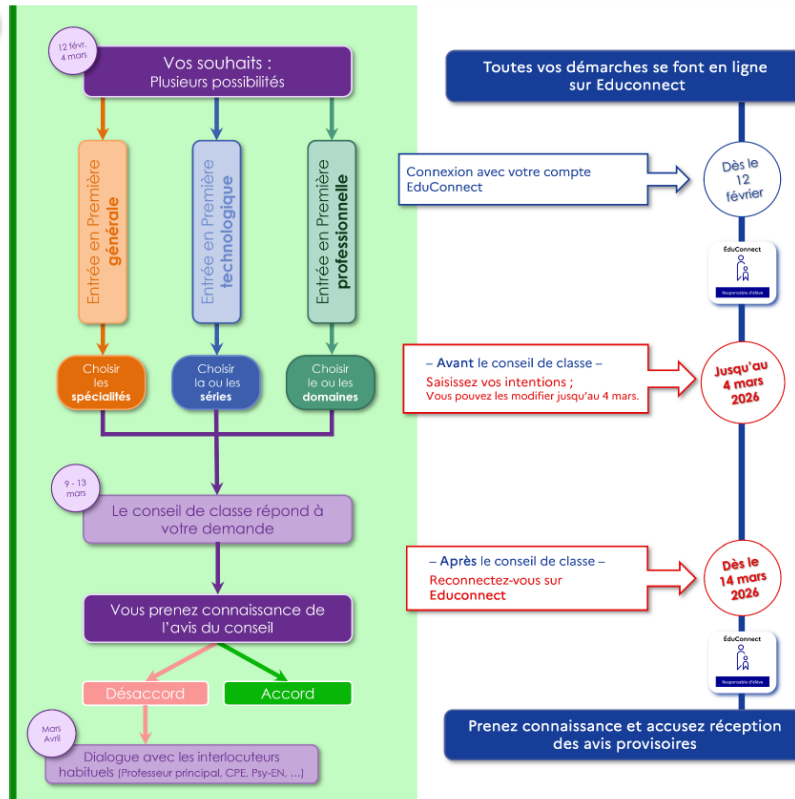 12 févr.
4 mars
Vos souhaits :
Plusieurs possibilités
Entrée en Première
générale
Entrée en Première
technologique
Entrée en Première
professionnelle
Choisir
les
spécialités
Choisir
la ou les
séries
Choisir
le ou les
domaines
9 - 13
mars
Le conseil de classe répond à
votre demande
Vous prenez connaissance de
l'avis du conseil
Désaccord
Accord
Mars
Avril
Dialogue avec les interlocuteurs
habituels (Professeur principal, CPE, Psy-EN, ...)
Toutes vos démarches se font en ligne
sur Educonnect
Connexion avec votre compte
EduConnect
Dès le
12
février
ÉduConnect
Responsable d'élève
– Avant le conseil de classe –
Saisissez vos intentions ;
Vous pouvez les modifier jusqu'au 4 mars.
Jusqu'au
4 mars
2026
– Après le conseil de classe –
Reconnectez-vous sur
Educonnect
Dès le
14 mars
2026
ÉduConnect
Responsable d'élève
Prenez connaissance et accusez réception
des avis provisoires